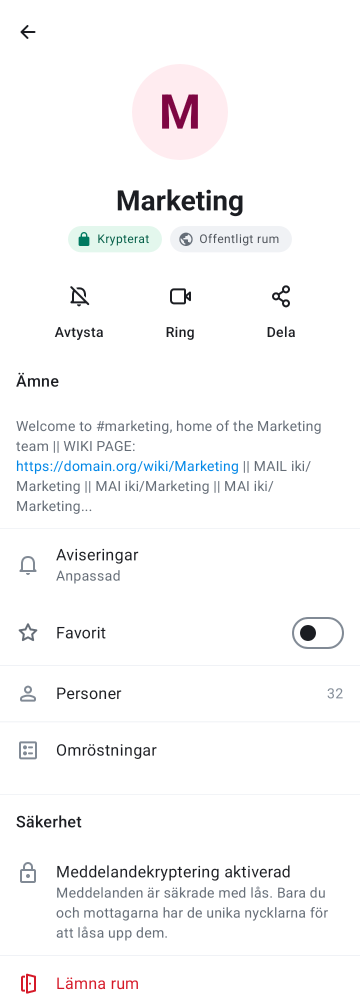 M
Marketing
Krypterat
Offentligt rum
Avtysta
Ring
Dela
Ämne
Welcome to #marketing, home of the Marketing
team || WIKI PAGE:
https://domain.org/wiki/Marketing || MAIL iki/
Marketing || MAI iki/Marketing || MAI iki/
Marketing...
Aviseringar
Anpassad
Favorit
Personer 32
Omröstningar
Säkerhet
Meddelandekryptering aktiverad
Meddelanden är säkrade med lås. Bara du
och mottagarna har de unika nycklarna för
att låsa upp dem.
Lämna rum